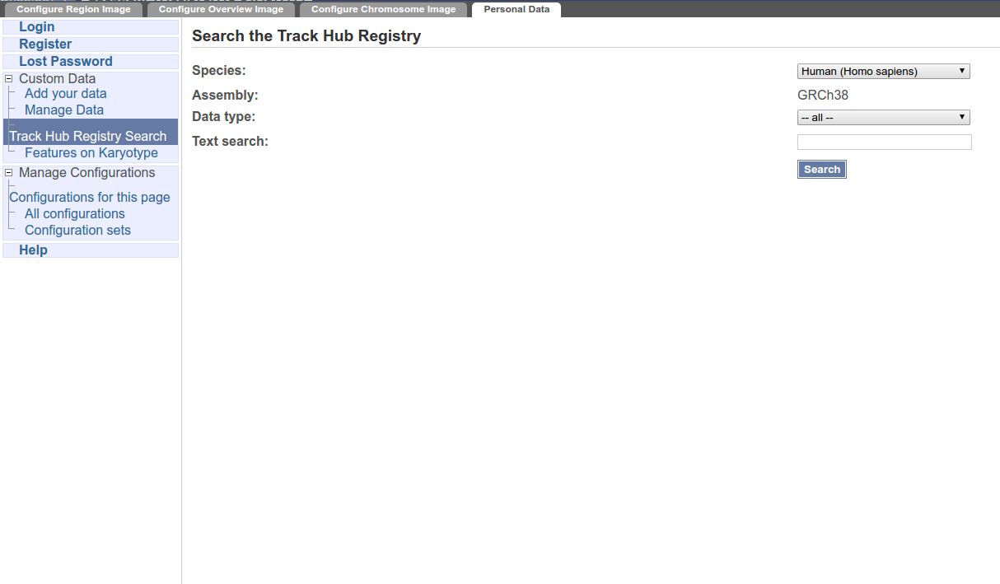 Configure Region Image Configure Overview Image Configure Chromosome Image Personal Data
Login
Register
Lost Password
Custom Data
Add your data
Manage Data
Track Hub Registry Search
Features on Karyotype
Manage Configurations
Configurations for this page
All configurations
Configuration sets
Help
Search the Track Hub Registry
Species: Human (Homo sapiens)
Assembly: GRCh38
Data type: -- all --
Text search:
Search